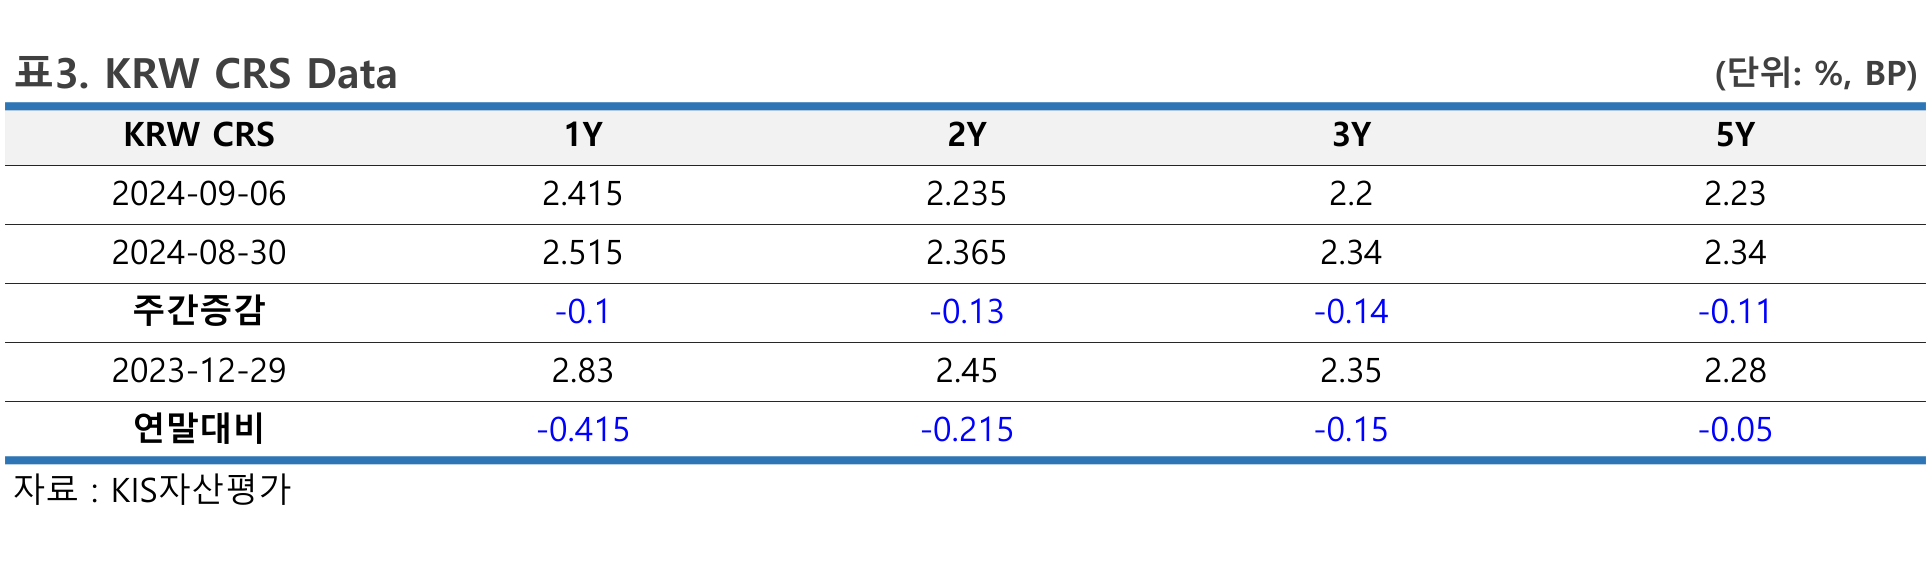 표3. KRW CRS Data (단위: %, BP)
KRW CRS 1Y 2Y 3Y 5Y
2024-09-06 2.415 2.235 2.2 2.23
2024-08-30 2.515 2.365 2.34 2.34
주간증감 -0.1 -0.13 -0.14 -0.11
2023-12-29 2.83 2.45 2.35 2.28
연말대비 -0.415 -0.215 -0.15 -0.05
자료 : KIS자산평가